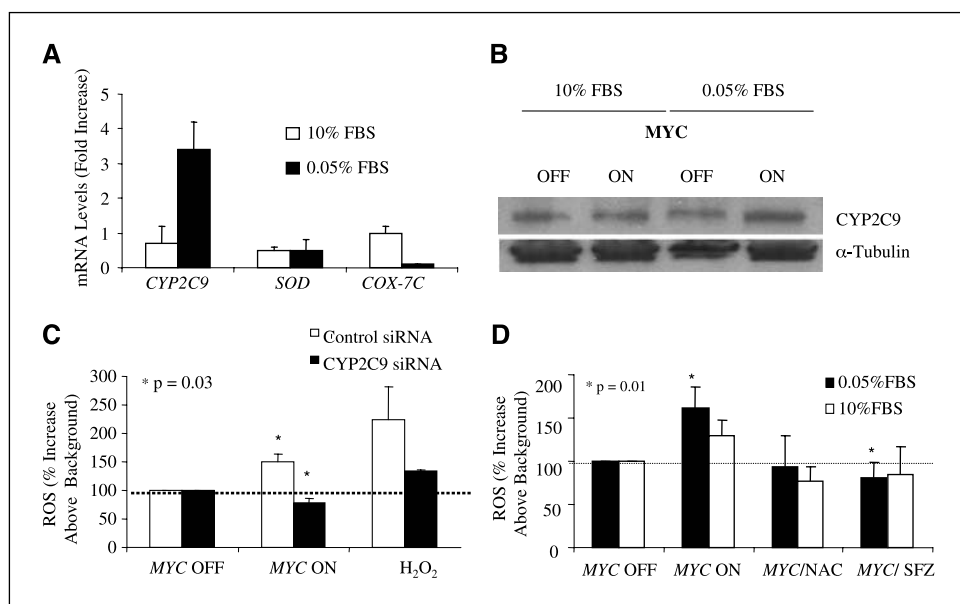 A
mRNA Levels (Fold Increase)
5
4
3
2
1
0
10% FBS
0.05% FBS
CYP2C9
SOD
COX-7C
B
10% FBS
0.05% FBS
MYC
OFF
ON
OFF
ON
CYP2C9
α-Tubulin
C
Control siRNA
CYP2C9 siRNA
* p = 0.03
ROS (% Increase
Above Background)
300
250
200
150
100
50
0
*
*
MYC OFF
MYC ON
H2O2
D
* p = 0.01
0.05%FBS
10%FBS
ROS (% Increase
Above Background)
200
150
100
50
0
*
*
MYC OFF
MYC ON
MYC/NAC
MYC/ SFZ